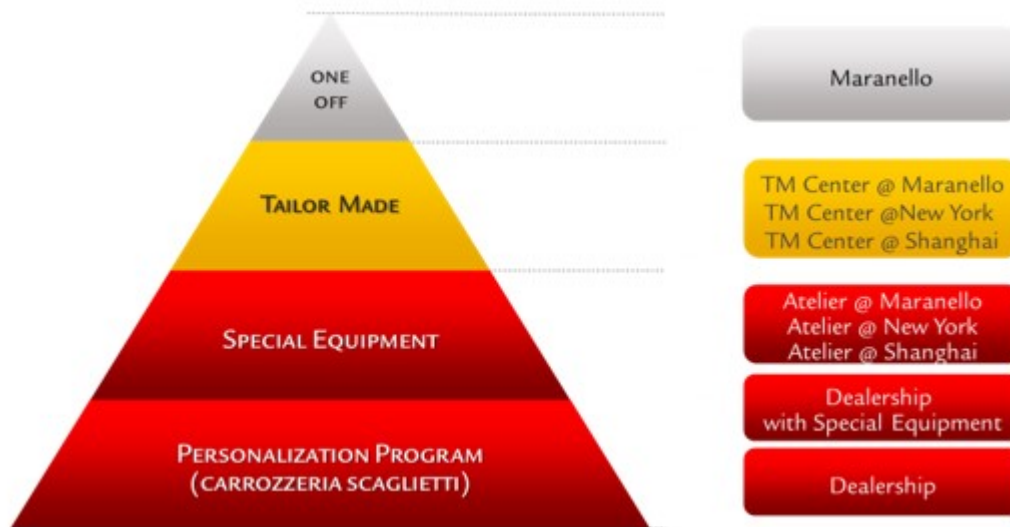 ONE
OFF
TAILOR MADE
SPECIAL EQUIPMENT
PERSONALIZATION PROGRAM
(CARROZZERIA SCAGLIETTI)
Maranello
TM Center @ Maranello
TM Center @New York
TM Center @ Shanghai
Atelier @ Maranello
Atelier @ New York
Atelier @ Shanghai
Dealership
with Special Equipment
Dealership